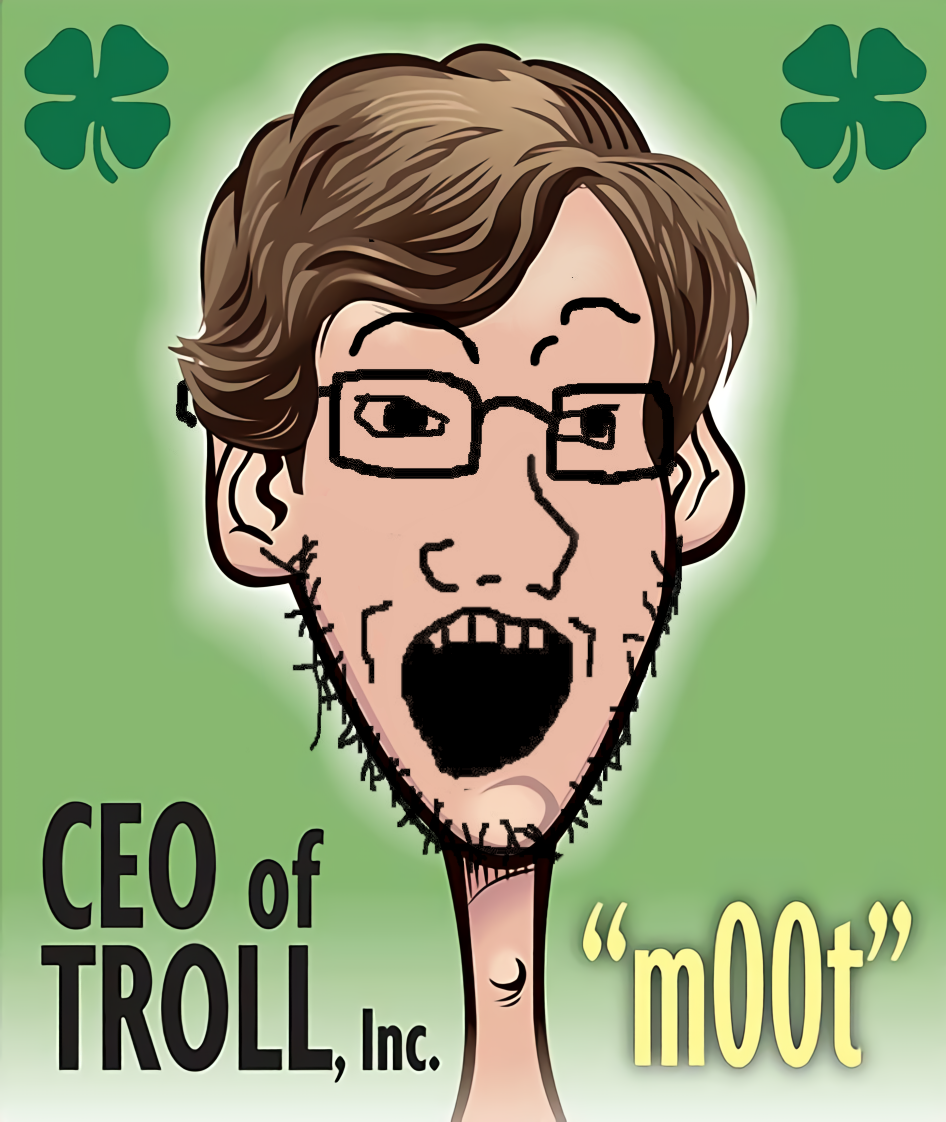 CEO of
TROLL, Inc.
“m00t”